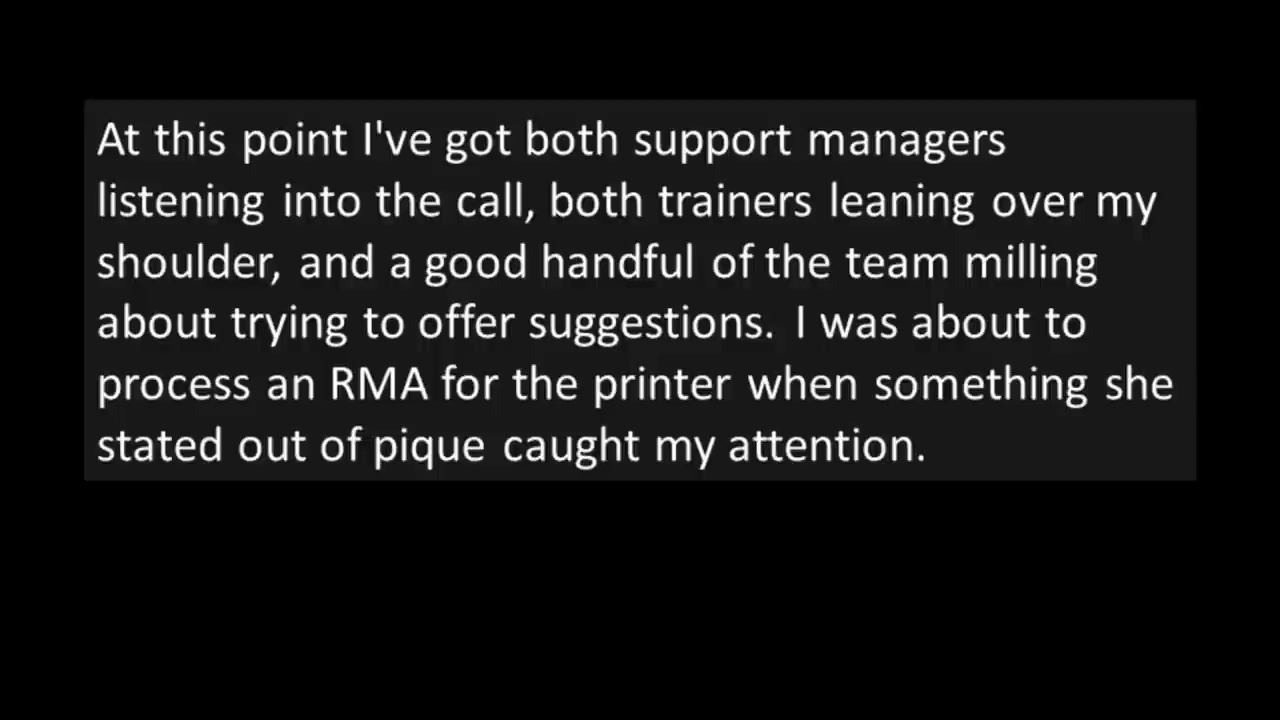 At this point I've got both support managers
listening into the call, both trainers leaning over my
shoulder, and a good handful of the team milling
about trying to offer suggestions. I was about to
process an RMA for the printer when something she
stated out of pique caught my attention.